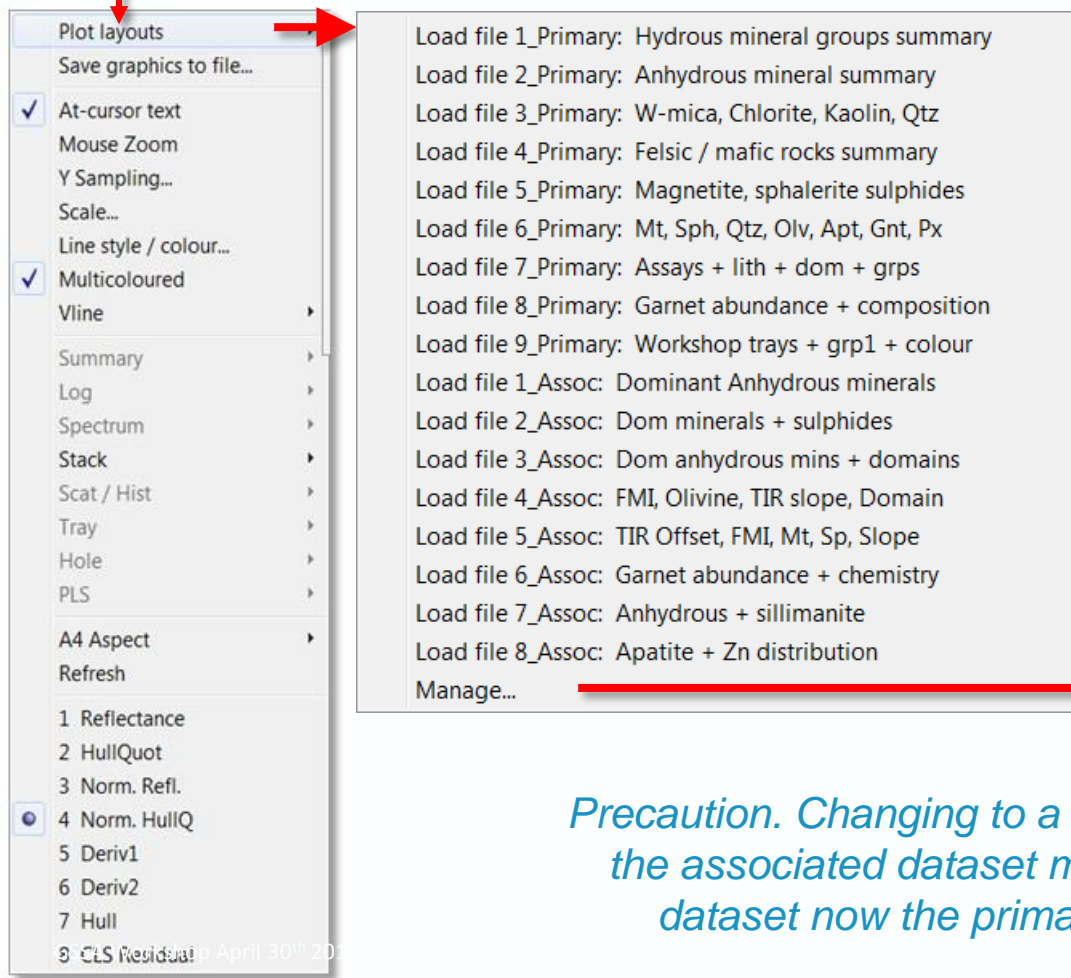 Plot layouts
Save graphics to file...
At-cursor text
Mouse Zoom
Y Sampling...
Scale...
Line style / colour...
Multicoloured
Vline
Summary
Log
Spectrum
Stack
Scat / Hist
Tray
Hole
PLS
A4 Aspect
Refresh
1 Reflectance
2 HullQuot
3 Norm. Refl.
4 Norm. HullQ
5 Deriv1
6 Deriv2
7 Hull
Residual
Workshop April 30th 201
Load file 1_Primary: Hydrous mineral groups summary
Load file 2_Primary: Anhydrous mineral summary
Load file 3_Primary: W-mica, Chlorite, Kaolin, Qtz
Load file 4_Primary: Felsic / mafic rocks summary
Load file 5_Primary: Magnetite, sphalerite sulphides
Load file 6_Primary: Mt, Sph, Qtz, Olv, Apt, Gnt, Px
Load file 7_Primary: Assays + lith + dom + grps
Load file 8_Primary: Garnet abundance + composition
Load file 9_Primary: Workshop trays + grp1 + colour
Load file 1_Assoc: Dominant Anhydrous minerals
Load file 2_Assoc: Dom minerals + sulphides
Load file 3_Assoc: Dom anhydrous mins + domains
Load file 4_Assoc: FMI, Olivine, TIR slope, Domain
Load file 5_Assoc: TIR Offset, FMI, Mt, Sp, Slope
Load file 6_Assoc: Garnet abundance + chemistry
Load file 7_Assoc: Anhydrous + sillimanite
Load file 8_Assoc: Apatite + Zn distribution
Manage...
Precaution. Changing to a
the associated dataset m
dataset now the prima